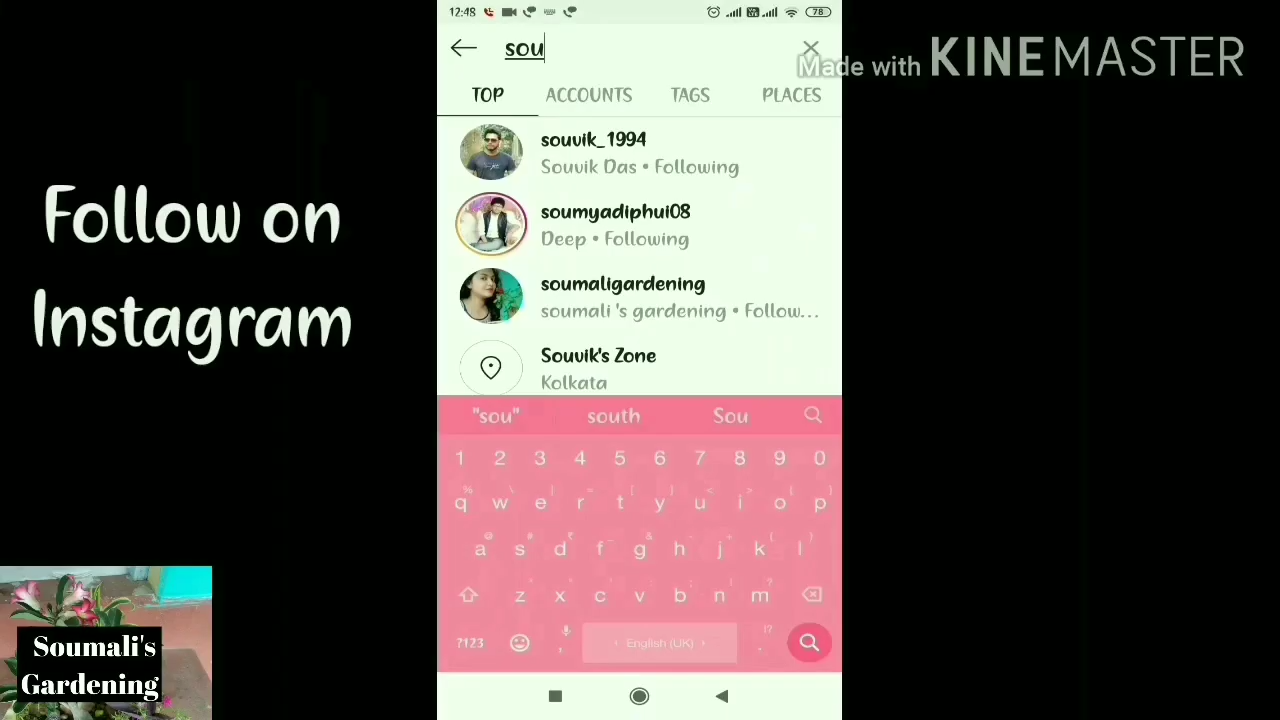 Follow on
Instagram
Soumali's
Gardening
12:48
78
sou
Made with KINEMASTER
TOP ACCOUNTS TAGS PLACES
souvik_1994
Souvik Das • Following
soumyadiphui08
Deep • Following
soumaligardening
soumali 's gardening • Follow...
Souvik's Zone
Kolkata
"sou" south Sou
1 2 3 4 5 6 7 8 9 0
q w e r t y u i o p
a s d f g h j k l
z x c v b n m
?123 , English (UK) .